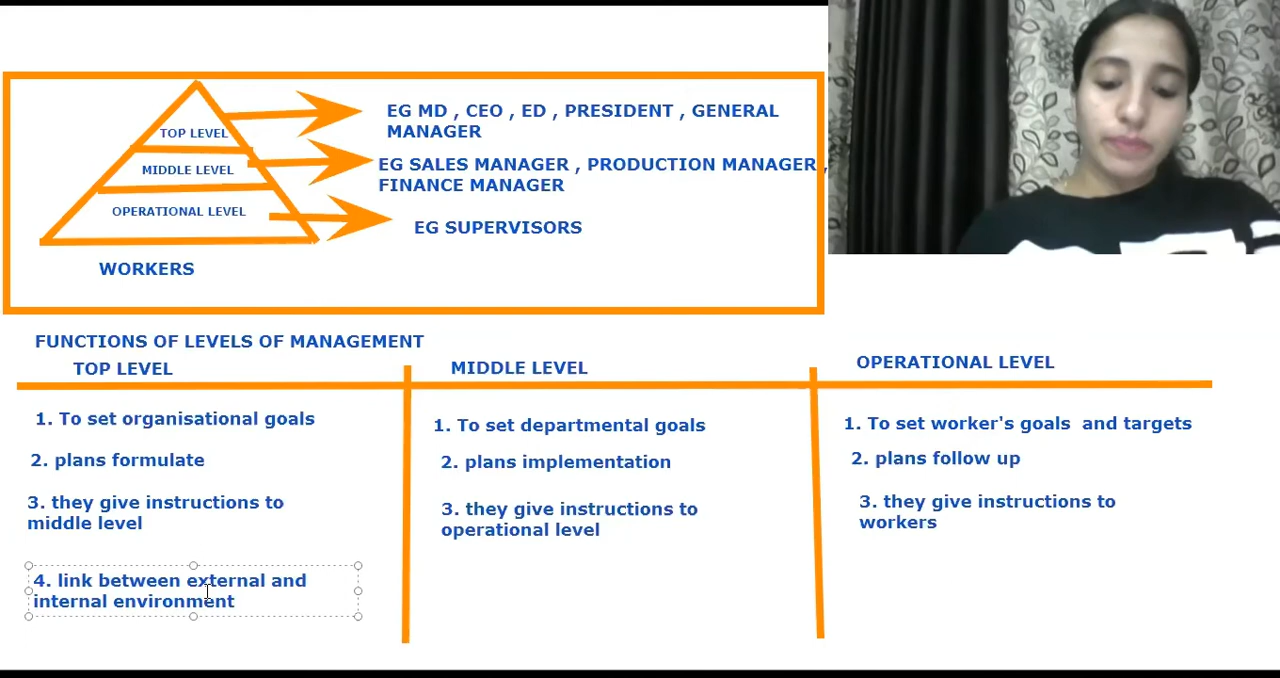 TOP LEVEL
EG MD , CEO , ED , PRESIDENT , GENERAL
MANAGER
MIDDLE LEVEL
EG SALES MANAGER , PRODUCTION MANAGER ,
FINANCE MANAGER
OPERATIONAL LEVEL
EG SUPERVISORS
WORKERS
FUNCTIONS OF LEVELS OF MANAGEMENT
TOP LEVEL
1. To set organisational goals
2. plans formulate
3. they give instructions to
middle level
4. link between external and
internal environment
MIDDLE LEVEL
1. To set departmental goals
2. plans implementation
3. they give instructions to
operational level
OPERATIONAL LEVEL
1. To set worker's goals  and targets
2. plans follow up
3. they give instructions to
workers